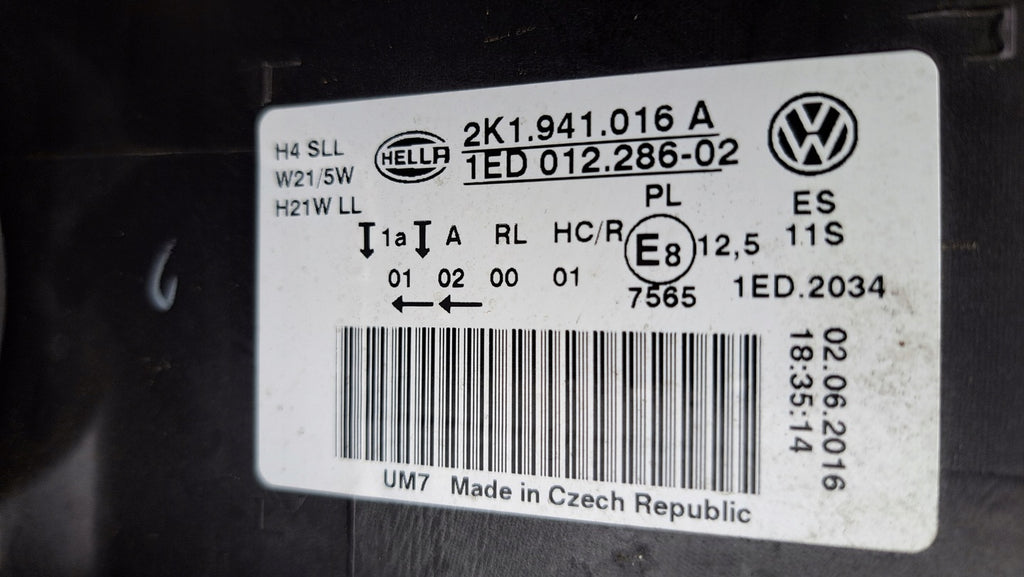 H4 SLL
W21/5W
H21W LL
HELLA
2K1.941.016 A
1ED 012.286-02
VW
PL
ES
1a A RL HC/R E8 12,5 11S
01 02 00 01
7565
1ED.2034
02.06.2016
18:35:14
UM7 Made in Czech Republic